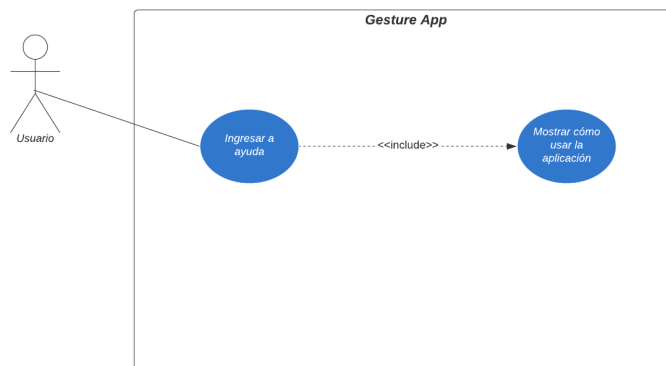 Gesture App
Usuario
Ingresar a
ayuda
<<include>>
Mostrar cómo
usar la
aplicación